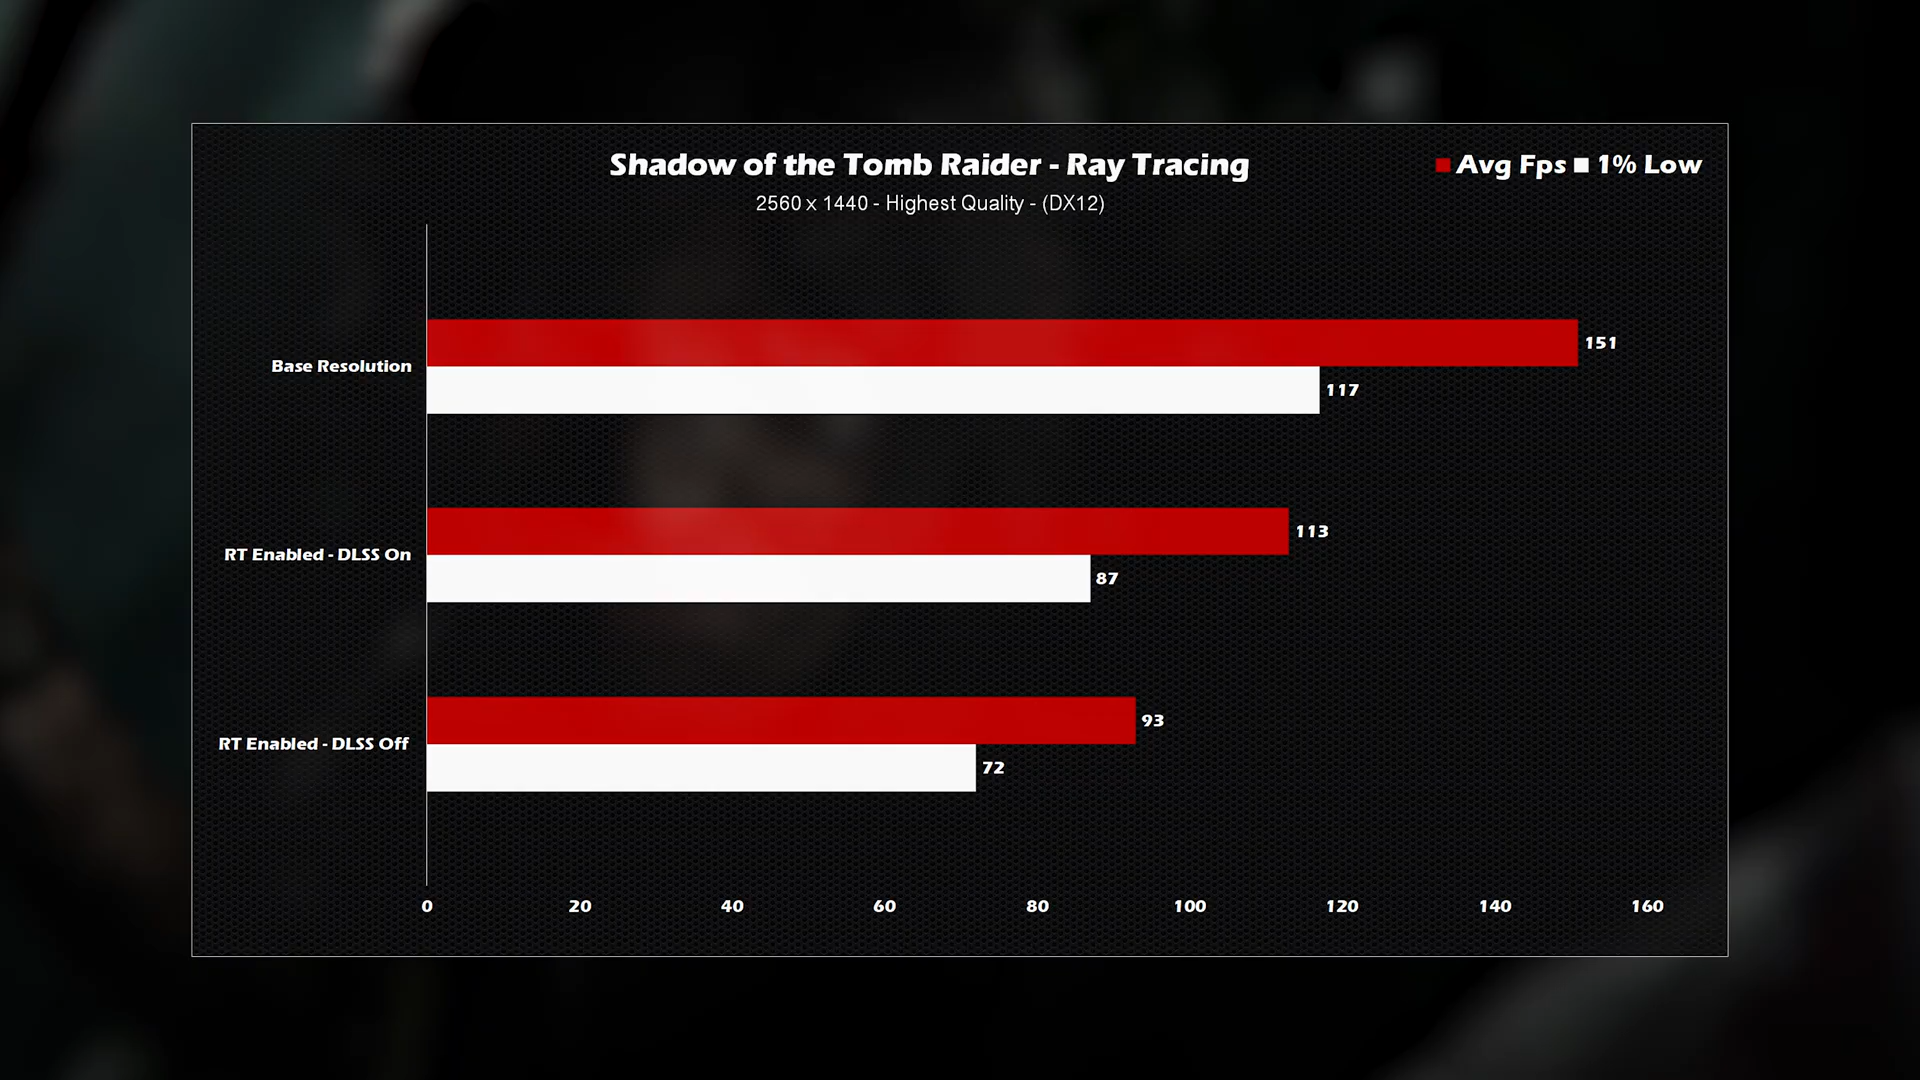 Shadow of the Tomb Raider - Ray Tracing
Avg Fps 1% Low
2560 x 1440 - Highest Quality - (DX12)
Base Resolution
151
117
RT Enabled - DLSS On
113
87
RT Enabled - DLSS Off
93
72
0 20 40 60 80 100 120 140 160